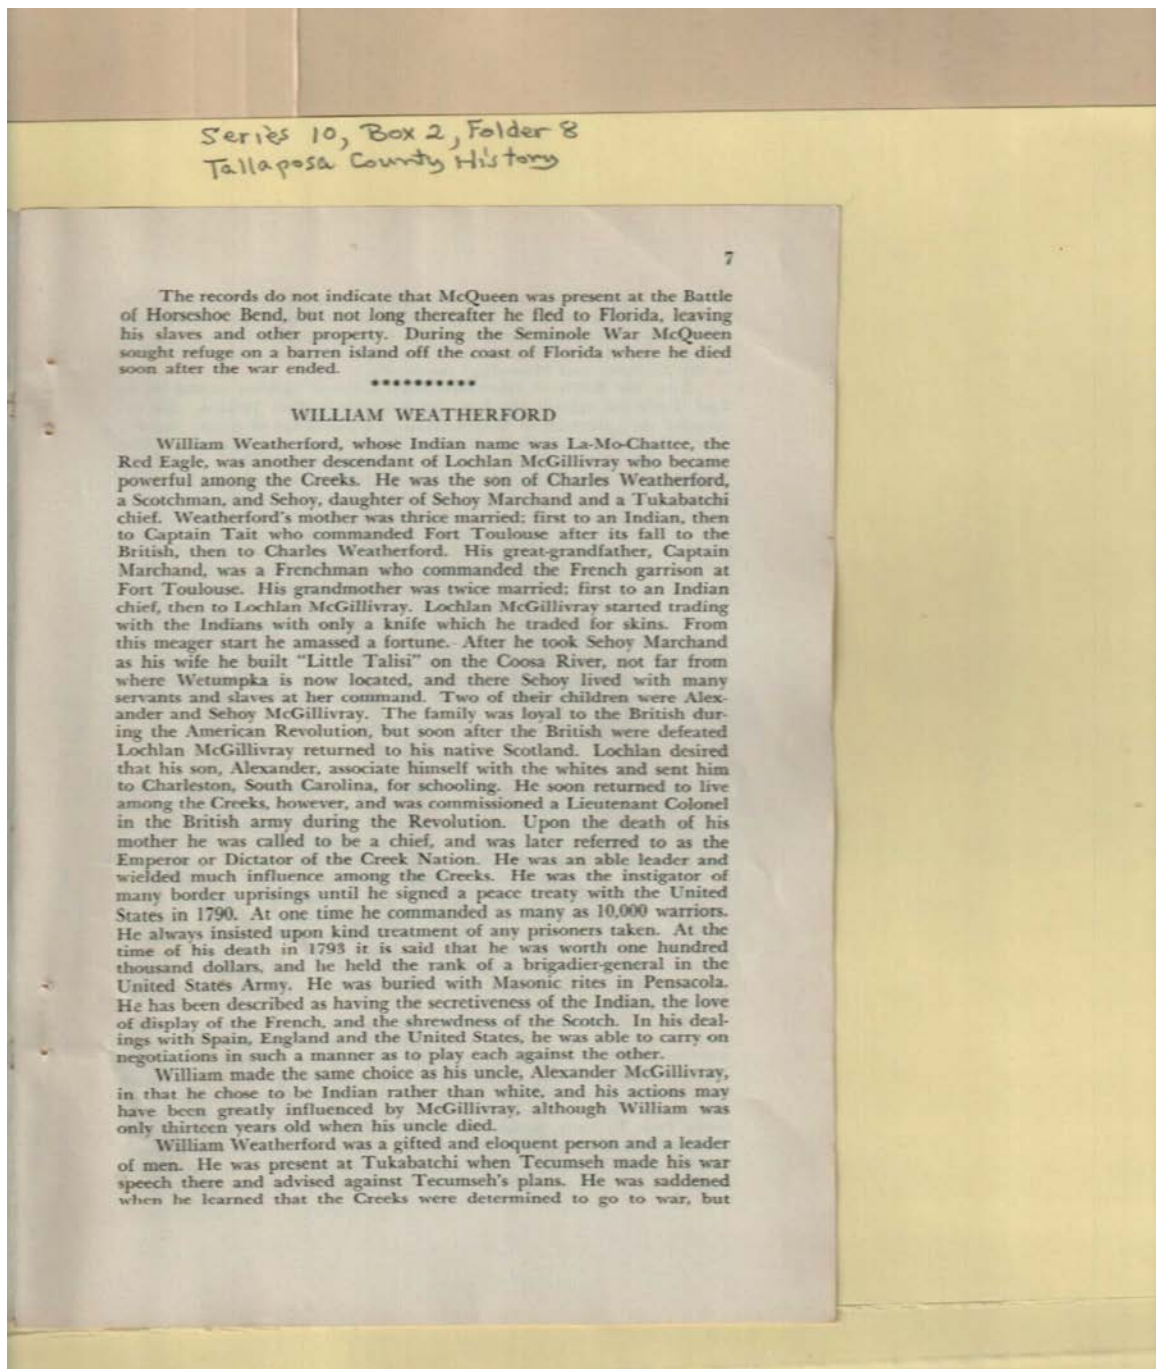 Series 10, Box 2, Folder 8
Tallaposa County History
7
The records do not indicate that McQueen was present at the Battle
of Horseshoe Bend, but not long thereafter he fled to Florida, leaving
his slaves and other property. During the Seminole War McQueen
sought refuge on a barren island off the coast of Florida where he died
soon after the war ended.
**********
WILLIAM WEATHERFORD
William Weatherford, whose Indian name was La-Mo-Chattee, the
Red Eagle, was another descendant of Lochlan McGillivray who became
powerful among the Creeks. He was the son of Charles Weatherford,
a Scotchman, and Sehoy, daughter of Sehoy Marchand and a Tukabatchi
chief. Weatherford's mother was thrice married: first to an Indian, then
to Captain Tait who commanded Fort Toulouse after its fall to the
British, then to Charles Weatherford. His great-grandfather, Captain
Marchand, was a Frenchman who commanded the French garrison at
Fort Toulouse. His grandmother was twice married: first to an Indian
chief, then to Lochlan McGillivray. Lochlan McGillivray started trading
with the Indians with only a knife which he traded for skins. From
this meager start he amassed a fortune. After he took Sehoy Marchand
as his wife he built "Little Talisi" on the Coosa River, not far from
where Wetumpka is now located, and there Sehoy lived with many
servants and slaves at her command. Two of their children were Alex-
ander and Sehoy McGillivray. The family was loyal to the British dur-
ing the American Revolution, but soon after the British were defeated
Lochlan McGillivray returned to his native Scotland. Lochlan desired
that his son, Alexander, associate himself with the whites and sent him
to Charleston, South Carolina, for schooling. He soon returned to live
among the Creeks, however, and was commissioned a Lieutenant Colonel
in the British army during the Revolution. Upon the death of his
mother he was called to be a chief, and was later referred to as the
Emperor or Dictator of the Creek Nation. He was an able leader and
wielded much influence among the Creeks. He was the instigator of
many border uprisings until he signed a peace treaty with the United
States in 1790. At one time he commanded as many as 10,000 warriors.
He always insisted upon kind treatment of any prisoners taken. At the
time of his death in 1793 it is said that he was worth one hundred
thousand dollars, and he held the rank of a brigadier-general in the
United States Army. He was buried with Masonic rites in Pensacola.
He has been described as having the secretiveness of the Indian, the love
of display of the French, and the shrewdness of the Scotch. In his deal-
ings with Spain, England and the United States, he was able to carry on
negotiations in such a manner as to play each against the other.
William made the same choice as his uncle, Alexander McGillivray,
in that he chose to be Indian rather than white, and his actions may
have been greatly influenced by McGillivray, although William was
only thirteen years old when his uncle died.
William Weatherford was a gifted and eloquent person and a leader
of men. He was present at Tukabatchi when Tecumseh made his war
speech there and advised against Tecumseh's plans. He was saddened
when he learned that the Creeks were determined to go to war, but